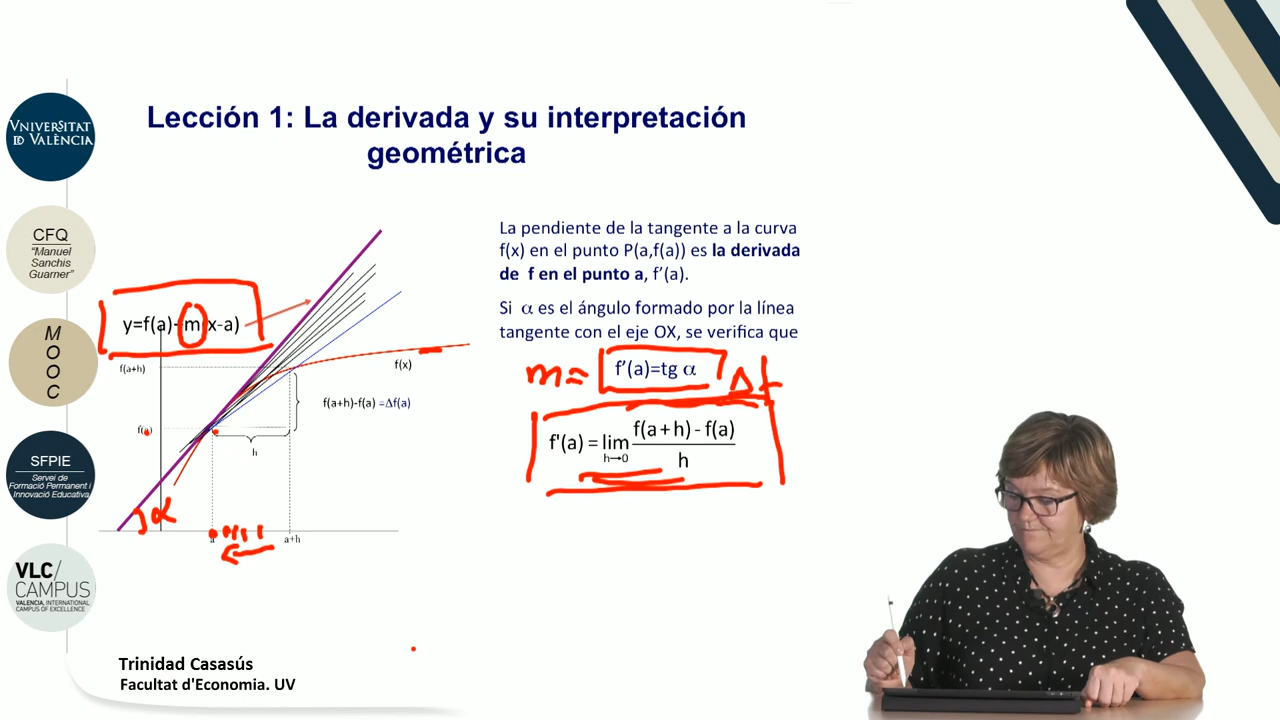 Lección 1: La derivada y su interpretación
geométrica
VNIVERSITAT
DE VALÈNCIA
CFQ
"Manuel
Sanchis
Guarner"
M
O
O
C
SFPIE
Servei de
Formació Permanent i
Innovació Educativa
VLC/
CAMPUS
VALENCIA, INTERNATIONAL
CAMPUS OF EXCELLENCE
y=f(a)+m(x-a)
f(a+h)
f(a)
f(x)
f(a+h)-f(a) =Δf(a)
h
α
a
a+h
La pendiente de la tangente a la curva
f(x) en el punto P(a,f(a)) es la derivada
de f en el punto a, f'(a).
Si α es el ángulo formado por la línea
tangente con el eje OX, se verifica que
m= f'(a)=tg α Δf
f'(a) = lim h→0 f(a+h) - f(a)
h
Trinidad Casasús
Facultat d'Economia. UV